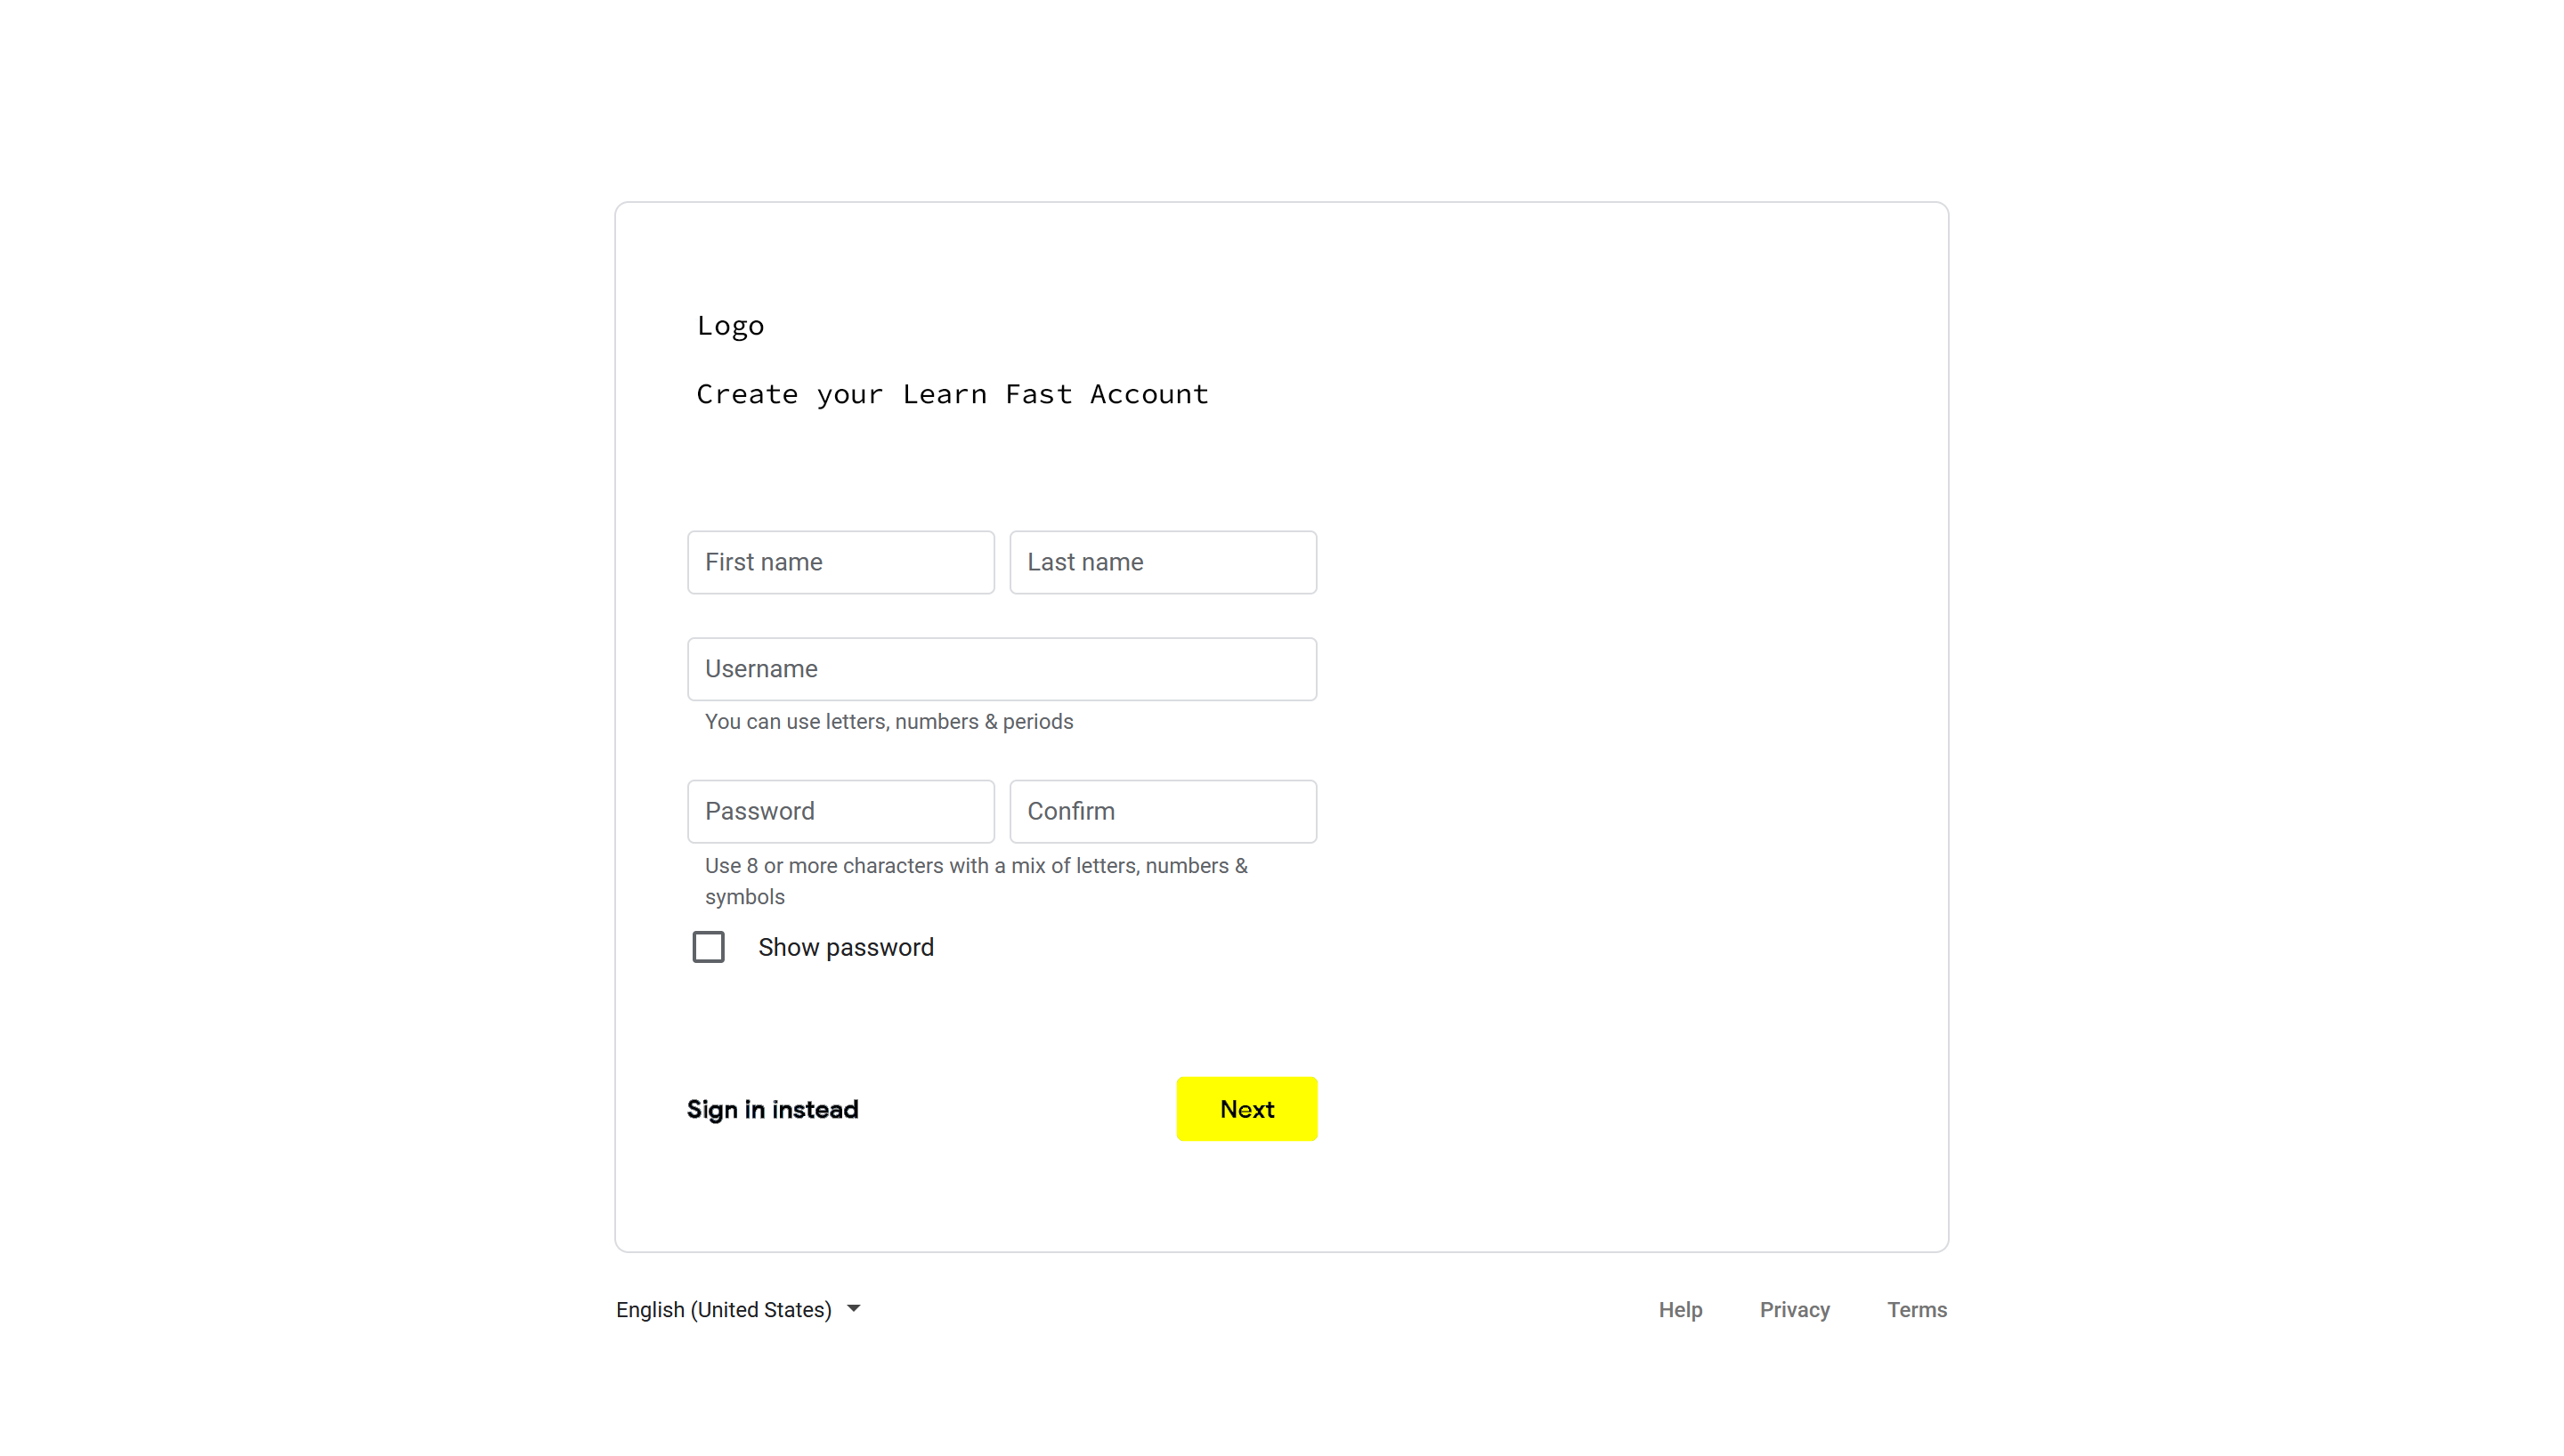 Logo
Create your Learn Fast Account
First name
Last name
Username
You can use letters, numbers & periods
Password
Confirm
Use 8 or more characters with a mix of letters, numbers &
symbols
Show password
Sign in instead
Next
English (United States)
Help
Privacy
Terms